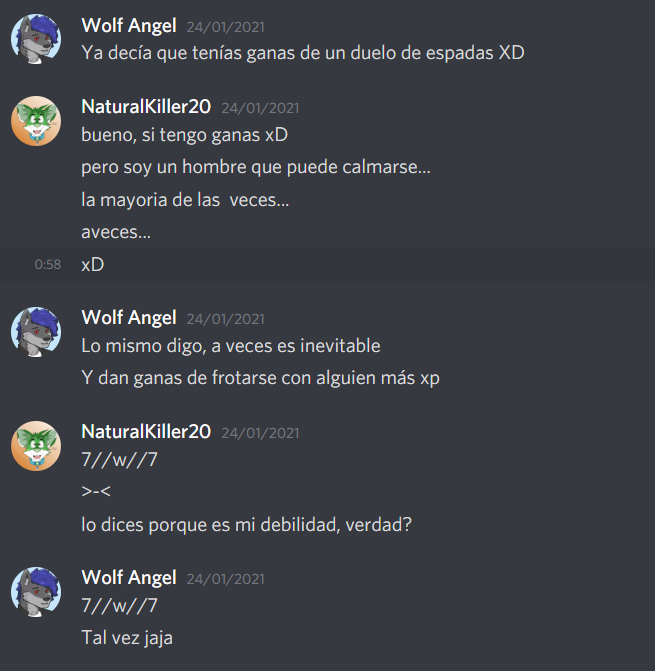 Wolf Angel 24/01/2021
Ya decía que tenías ganas de un duelo de espadas XD
NaturalKiller20 24/01/2021
bueno, si tengo ganas xD
pero soy un hombre que puede calmarse...
la mayoria de las  veces...
aveces...
0:58 xD
Wolf Angel 24/01/2021
Lo mismo digo, a veces es inevitable
Y dan ganas de frotarse con alguien más xp
NaturalKiller20 24/01/2021
7//w//7
>-<
lo dices porque es mi debilidad, verdad?
Wolf Angel 24/01/2021
7//w//7
Tal vez jaja